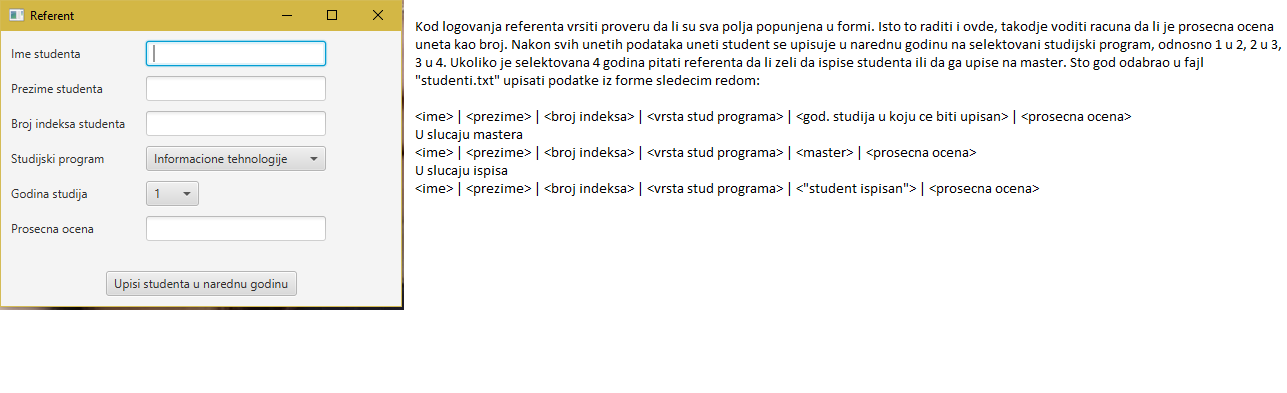 Referent
Ime studenta
Prezime studenta
Broj indeksa studenta
Studijski program
Informacione tehnologije
Godina studija
1
Prosecna ocena
Upisi studenta u narednu godinu
Kod logovanja referenta vrsiti proveru da li su sva polja popunjena u formi. Isto to raditi i ovde, takodje voditi racuna da li je prosecna ocena
uneta kao broj. Nakon svih unetih podataka uneti student se upisuje u narednu godinu na selektovani studijski program, odnosno 1 u 2, 2 u 3,
3 u 4. Ukoliko je selektovana 4 godina pitati referenta da li zeli da ispise studenta ili da ga upise na master. Sto god odabrao u fajl
"studenti.txt" upisati podatke iz forme sledecim redom:
<ime> | <prezime> | <broj indeksa> | <vrsta stud programa> | <god. studija u koju ce biti upisan> | <prosecna ocena>
U slucaju mastera
<ime> | <prezime> | <broj indeksa> | <vrsta stud programa> | <master> | <prosecna ocena>
U slucaju ispisa
<ime> | <prezime> | <broj indeksa> | <vrsta stud programa> | <"student ispisan"> | <prosecna ocena>